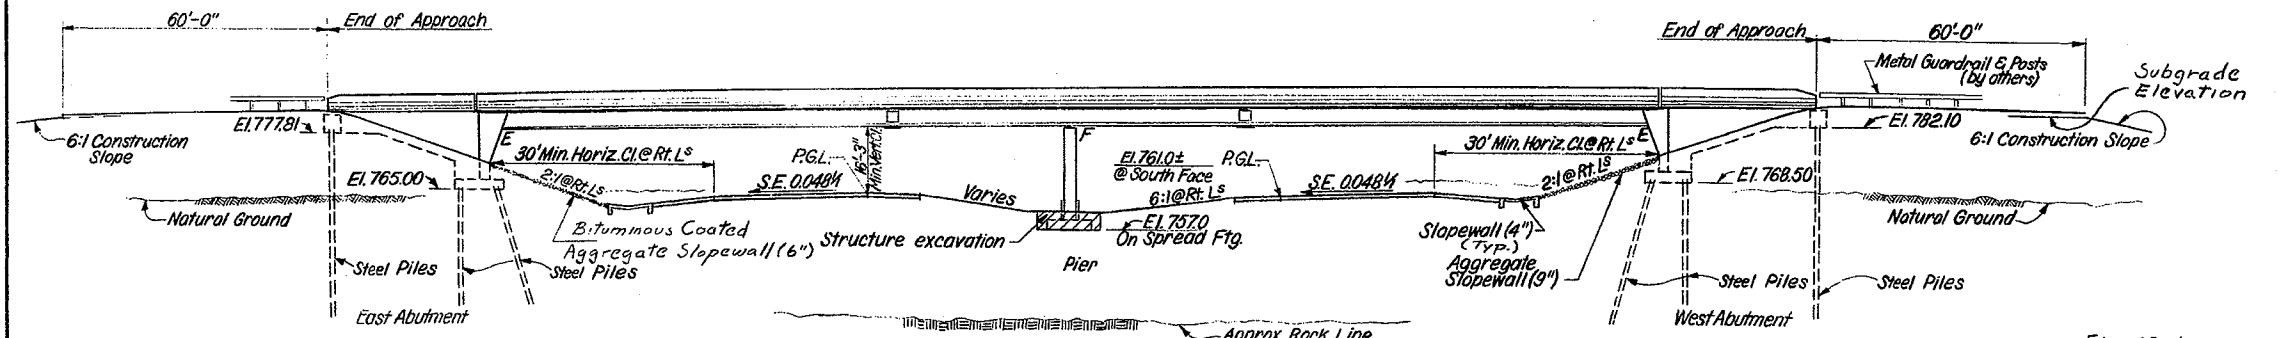 60'-0"
End of Approach
End of Approach
60'-0"
Metal Guardrail & Posts
(by others)
Subgrade
Elevation
6:1 Construction
Slope
El.777.81
E
F
E
El.782.10
6:1 Construction Slope
30' Min. Horiz. Cl. @ Rt. Ls
P.G.L.
16'-3"
Min. Vert. Cl.
El.761.0±
@ South Face
P.G.L.
30' Min. Horiz. Cl. @ Rt. Ls
El.765.00
2:1 @ Rt. Ls
S.E. 0.048'/'
Varies
6:1 @ Rt. Ls
S.E. 0.048'/'
2:1 @ Rt. Ls
El.768.50
Natural Ground
Natural Ground
Bituminous Coated
Aggregate Slopewall (6")
Structure excavation
El.757.0
On Spread Ftg.
Slopewall (4")
(Typ.)
Aggregate
Slopewall (9")
Pier
Steel Piles
Steel Piles
Steel Piles
Steel Piles
East Abutment
West Abutment
Approx Rock Line